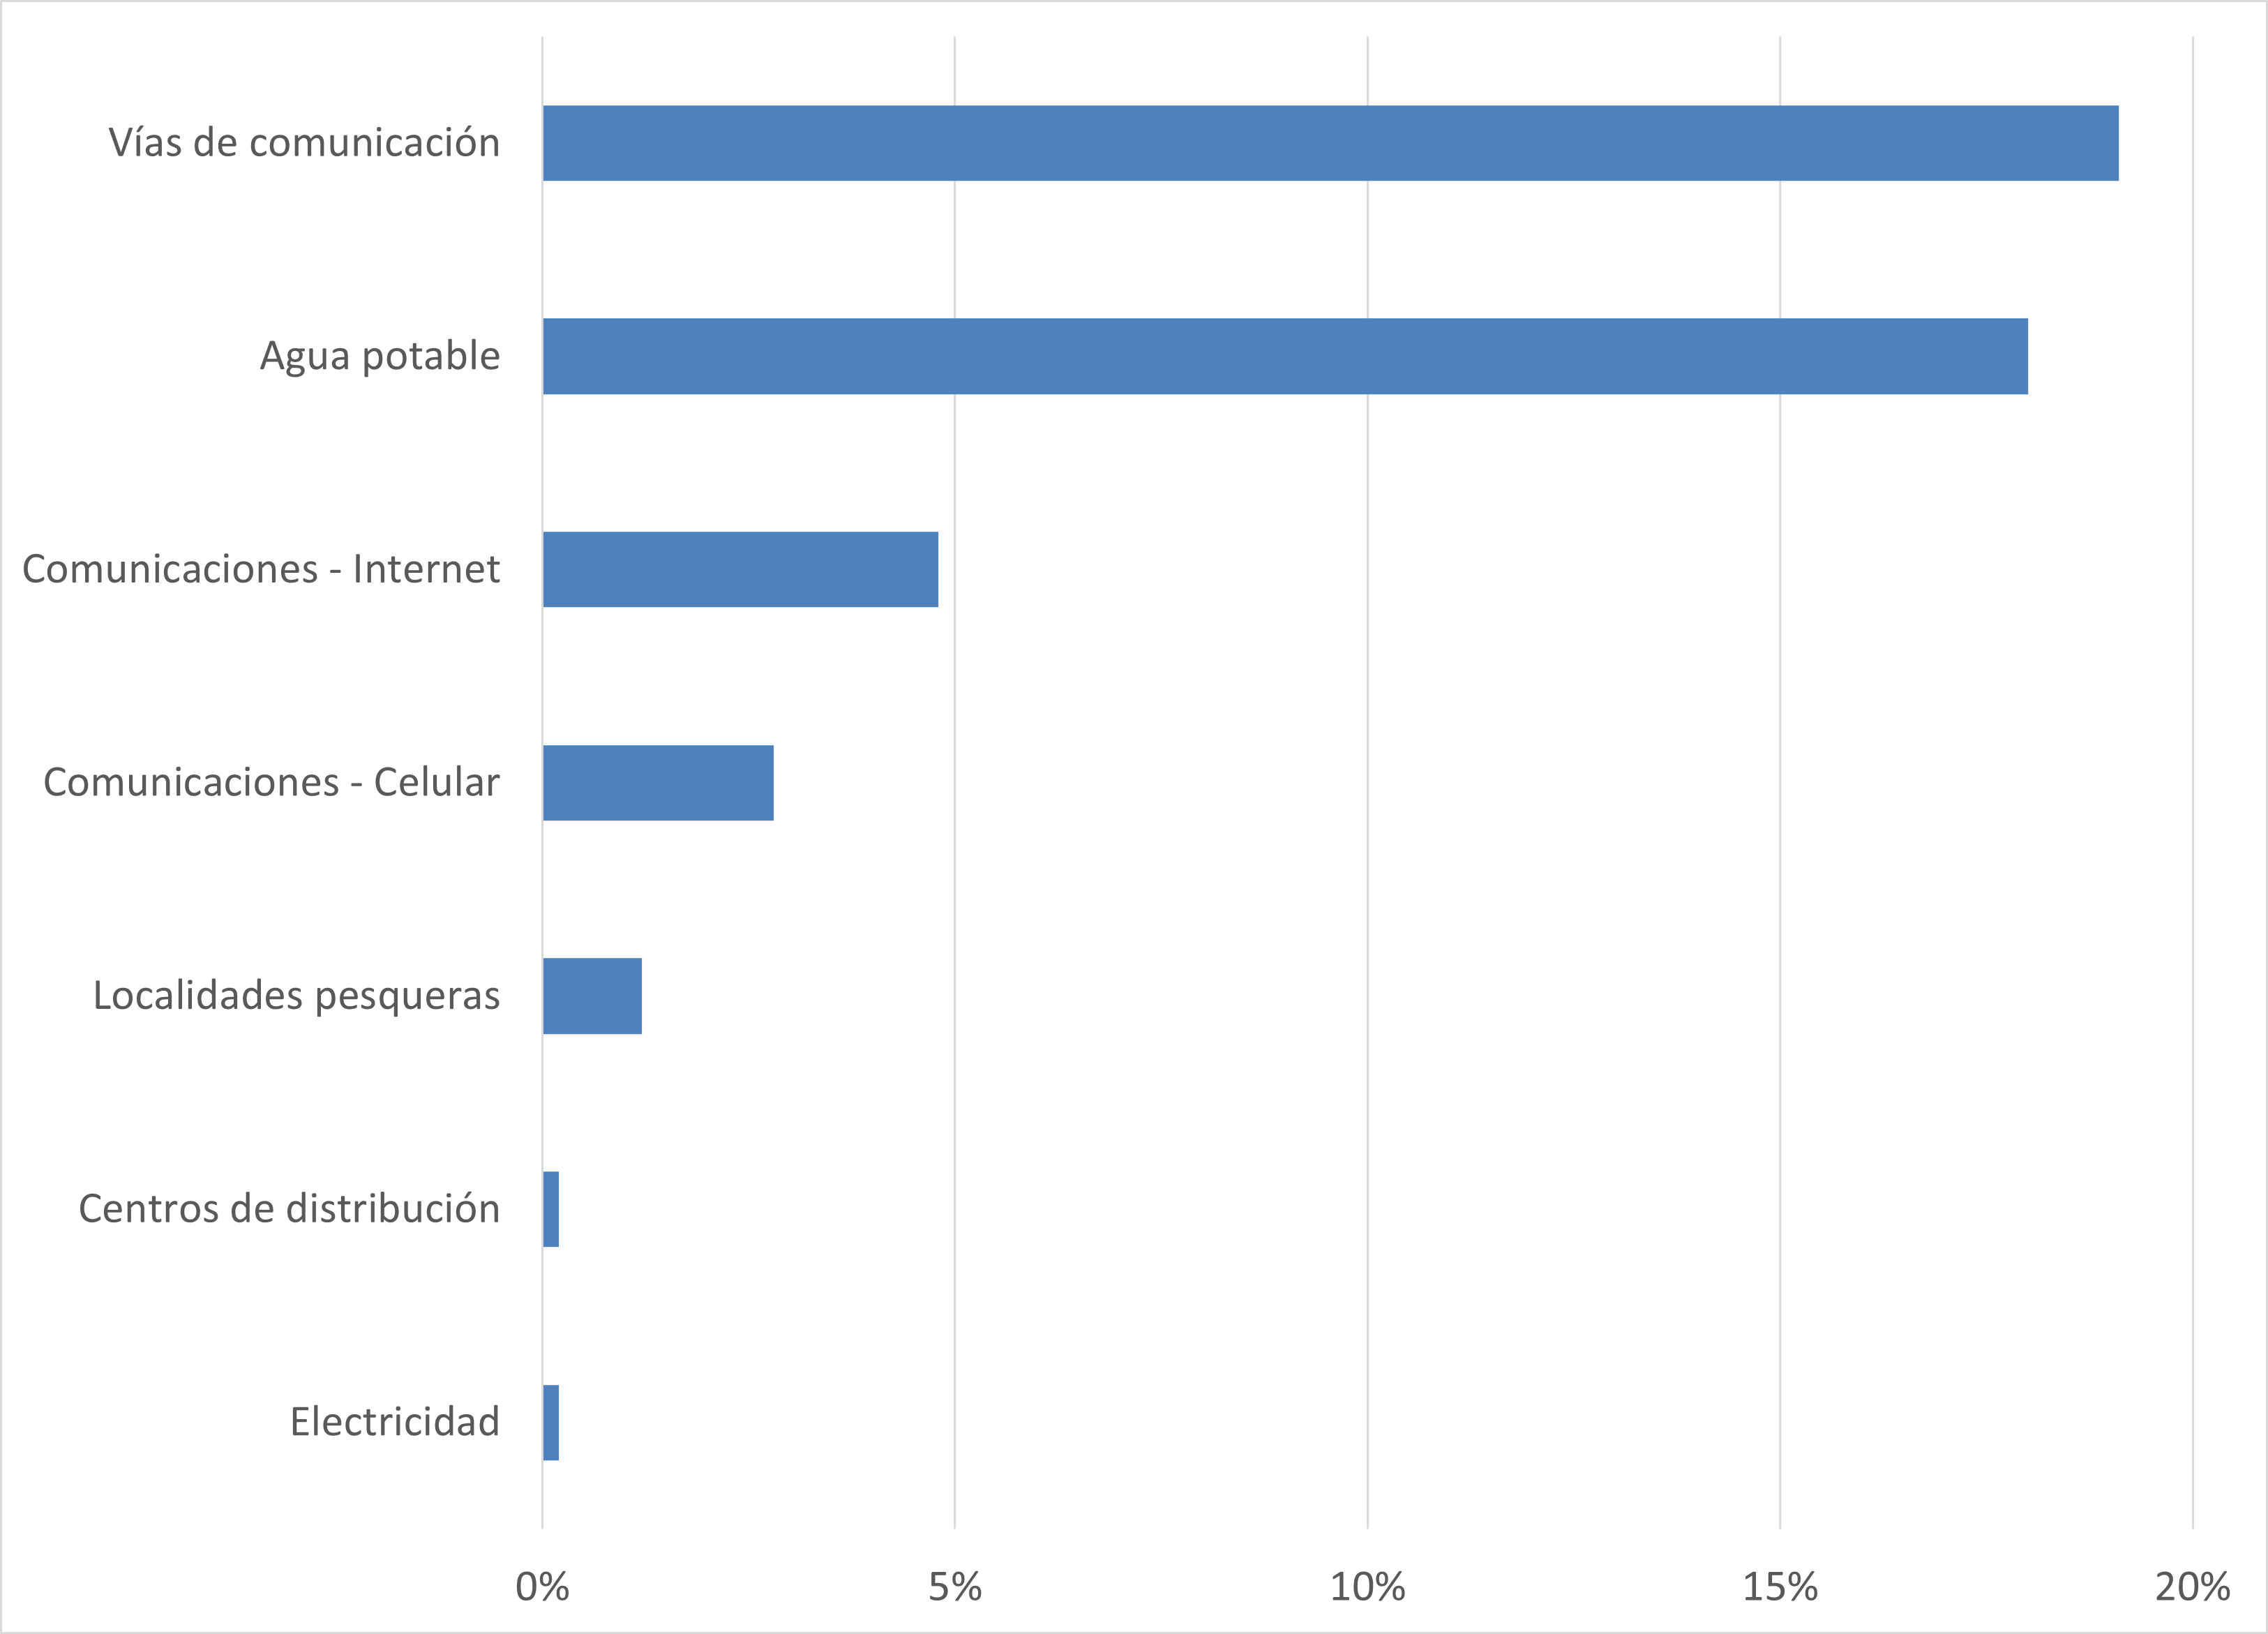 Vías de comunicación
Agua potable
Comunicaciones - Internet
Comunicaciones - Celular
Localidades pesqueras
Centros de distribución
Electricidad
0% 5% 10% 15% 20%